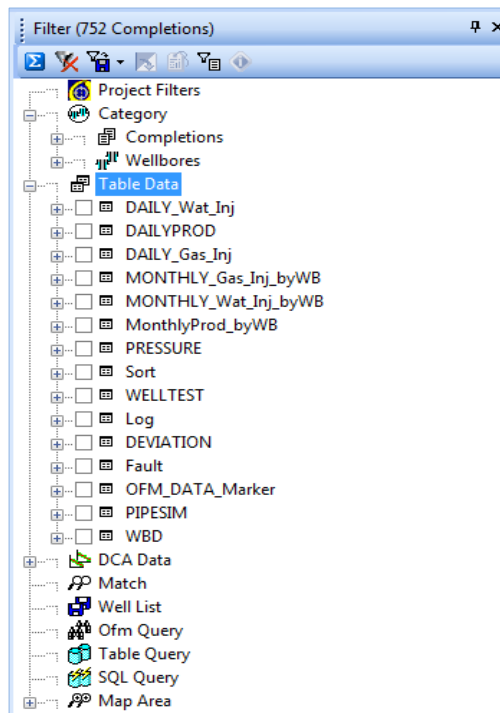 Filter (752 Completions)
Project Filters
Category
Completions
Wellbores
Table Data
DAILY_Wat_Inj
DAILYPROD
DAILY_Gas_Inj
MONTHLY_Gas_Inj_byWB
MONTHLY_Wat_Inj_byWB
MonthlyProd_byWB
PRESSURE
Sort
WELLTEST
Log
DEVIATION
Fault
OFM_DATA_Marker
PIPESIM
WBD
DCA Data
Match
Well List
Ofm Query
Table Query
SQL Query
Map Area